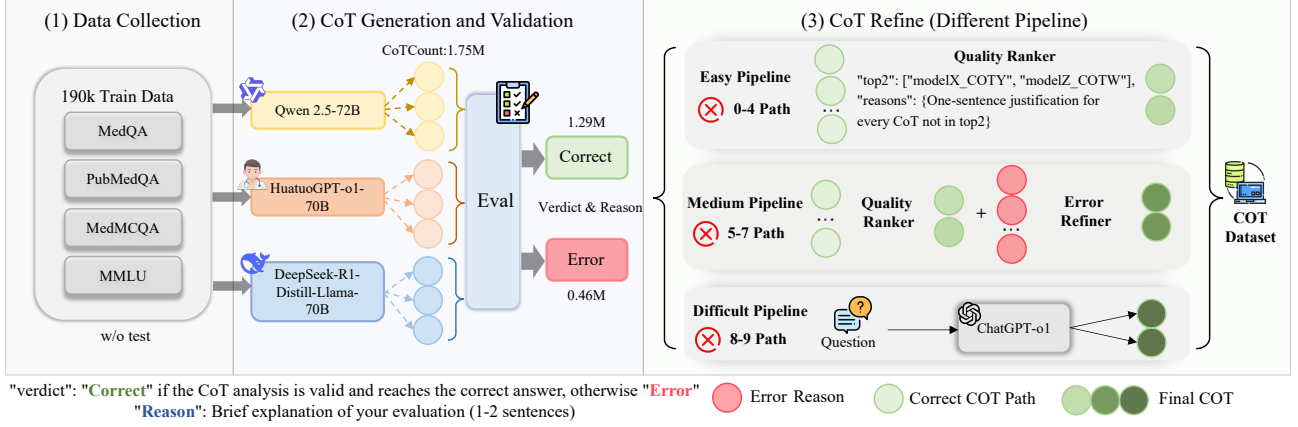 (1) Data Collection
190k Train Data
MedQA
PubMedQA
MedMCQA
MMLU
w/o test
(2) CoT Generation and Validation
CoTCount:1.75M
Qwen 2.5-72B
HuatuoGPT-o1-
70B
DeepSeek-R1-
Distill-Llama-
70B
Eval
1.29M
Correct
Verdict & Reason
Error
0.46M
(3) CoT Refine (Different Pipeline)
Easy Pipeline
0-4 Path
...
Quality Ranker
"top2": ["modelX_COTY", "modelZ_COTW"],
"reasons": {One-sentence justification for
every CoT not in top2}
Medium Pipeline
5-7 Path
...
Quality
Ranker
+
...
Error
Refiner
Difficult Pipeline
8-9 Path
?
Question
ChatGPT-o1
COT
Dataset
"verdict": "Correct" if the CoT analysis is valid and reaches the correct answer, otherwise "Error"
"Reason": Brief explanation of your evaluation (1-2 sentences)
Error Reason
Correct COT Path
Final COT